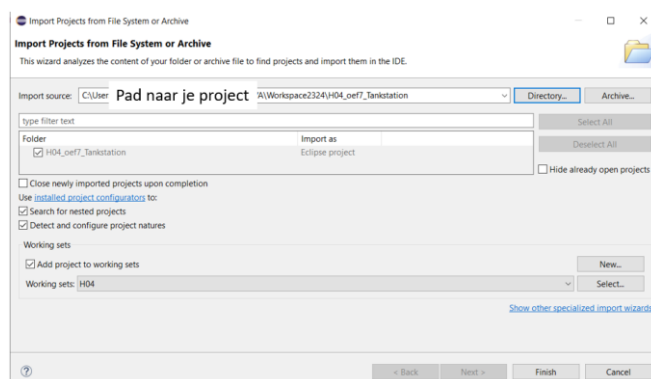 Import Projects from File System or Archive
Import Projects from File System or Archive
This wizard analyzes the content of your folder or archive file to find projects and import them in the IDE.
Import source: C:\User Pad naar je project \Workspace2324\H04_oef7_Tankstation Directory... Archive...
type filter text Select All
Folder Import as Deselect All
H04_oef7_Tankstation Eclipse project
Hide already open projects
Close newly imported projects upon completion
Use installed project configurators to:
Search for nested projects
Detect and configure project natures
Working sets
Add project to working sets New...
Working sets: H04 Select...
Show other specialized import wizards
? < Back Next > Finish Cancel